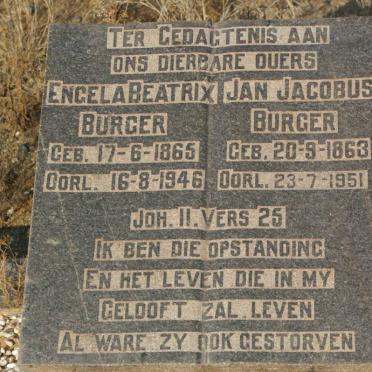 TER GEDACTENIS AAN
ONS DIERBARE OUERS
ENGELA BEATRIX JAN JACOBUS
BURGER BURGER
GEB. 17-6-1865 GEB. 20-9-1863
OORL. 16-8-1946 OORL. 23-7-1951
JOH. 11. VERS 25
IK BEN DIE OPSTANDING
EN HET LEVEN DIE IN MY
GELOOFT ZAL LEVEN
AL WARE ZY OOK GESTORVEN